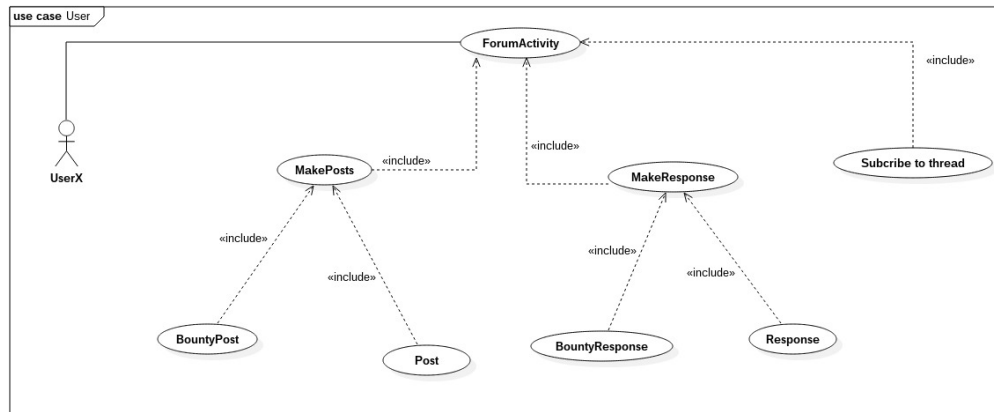 use case User
ForumActivity
«include»
«include»
«include»
MakePosts
MakeResponse
Subcribe to thread
UserX
«include»
«include»
«include»
«include»
BountyPost
Post
BountyResponse
Response